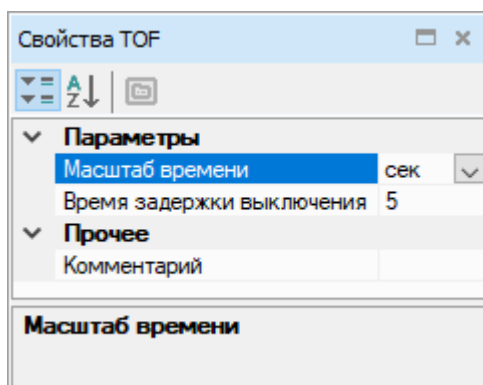 Свойства TOF
A
Z
Параметры
Масштаб времени сек
Время задержки выключения 5
Прочее
Комментарий
Масштаб времени